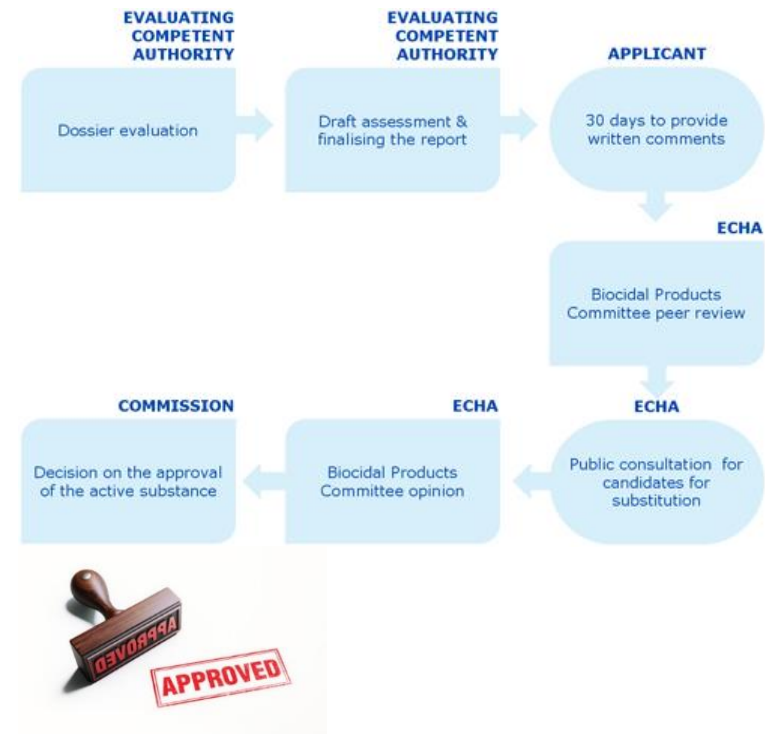 EVALUATING
COMPETENT
AUTHORITY
Dossier evaluation
EVALUATING
COMPETENT
AUTHORITY
Draft assessment &
finalising the report
APPLICANT
30 days to provide
written comments
ECHA
Biocidal Products
Committee peer review
ECHA
Public consultation for
candidates for
substitution
ECHA
Biocidal Products
Committee opinion
COMMISSION
Decision on the approval
of the active substance
APPROVED
APPROVED